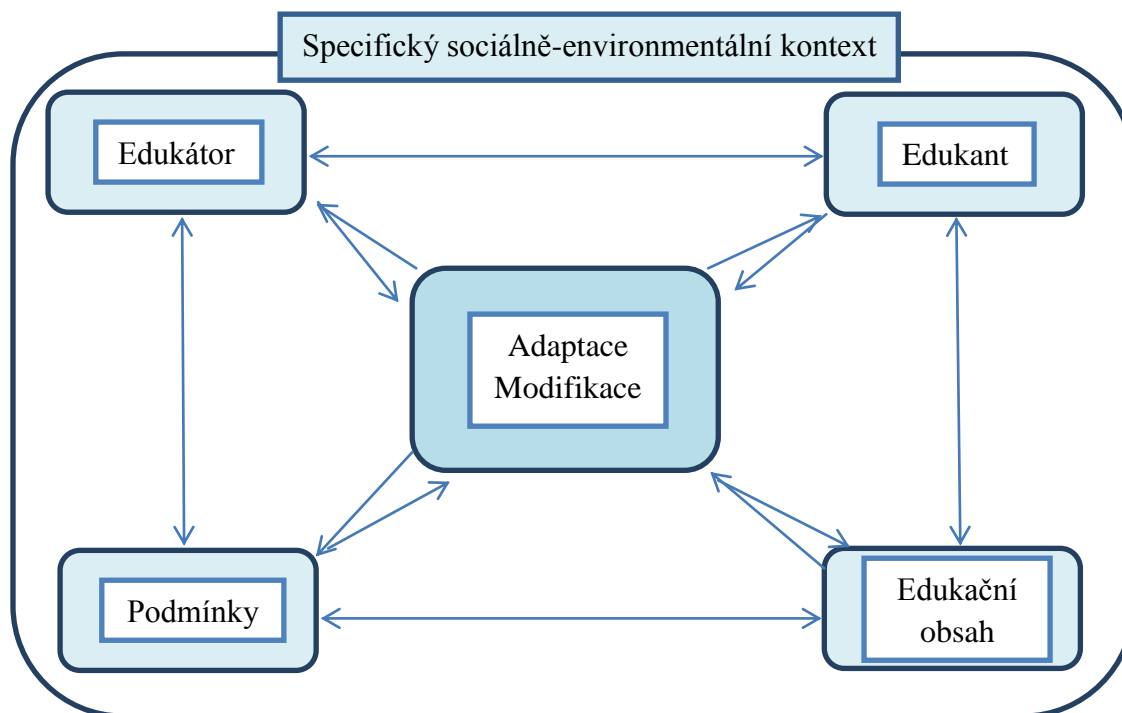 Specifický sociálně-environmentální kontext
Edukátor
Edukant
Adaptace
Modifikace
Podmínky
Edukační
obsah